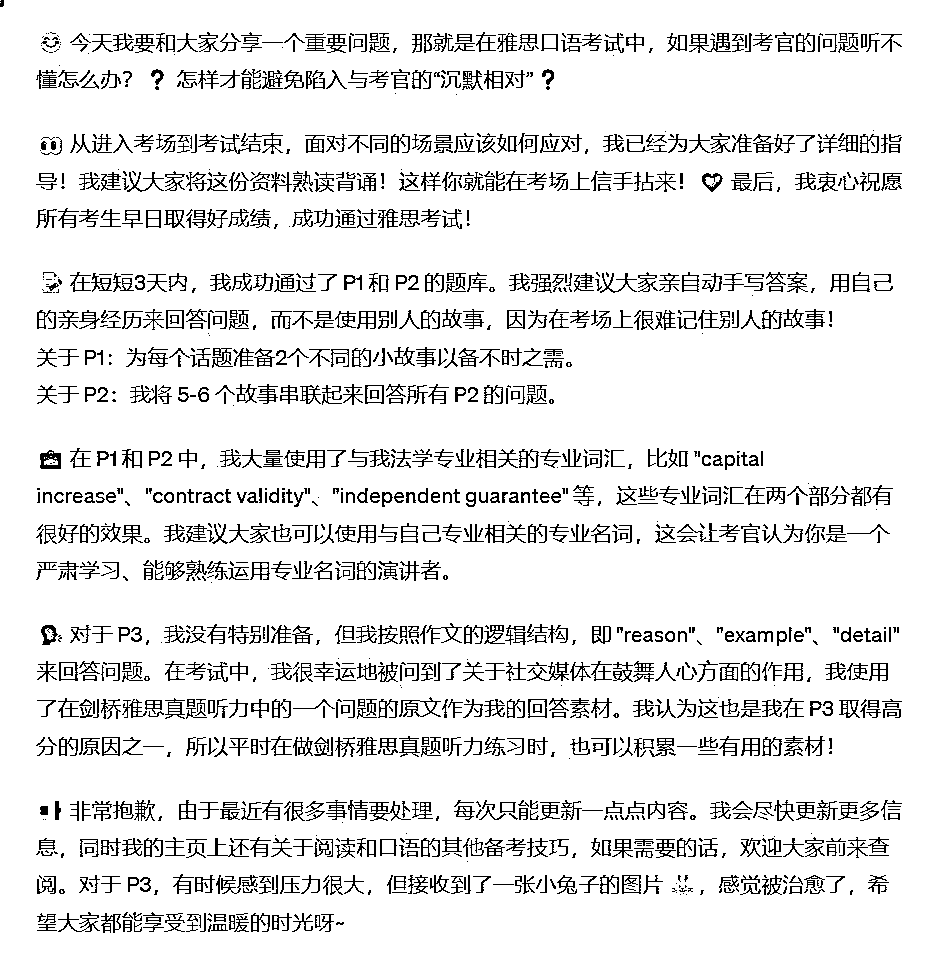 😊 今天我要和大家分享一个重要问题，那就是在雅思口语考试中，如果遇到考官的问题听不
懂怎么办？ ❓ 怎样才能避免陷入与考官的“沉默相对” ❓
👀 从进入考场到考试结束，面对不同的场景应该如何应对，我已经为大家准备好了详细的指
导！我建议大家将这份资料熟读背诵！这样你就能在考场上信手拈来！ ❤ 最后，我衷心祝愿
所有考生早日取得好成绩，成功通过雅思考试！
📝 在短短3天内，我成功通过了 P1 和 P2 的题库。我强烈建议大家亲自动手写答案，用自己
的亲身经历来回答问题，而不是使用别人的故事，因为在考场上很难记住别人的故事！
关于 P1：为每个话题准备2个不同的小故事以备不时之需。
关于 P2：我将 5-6 个故事串联起来回答所有 P2 的问题。
💼 在 P1 和 P2 中，我大量使用了与我法学专业相关的专业词汇，比如 "capital
increase"、"contract validity"、"independent guarantee" 等，这些专业词汇在两个部分都有
很好的效果。我建议大家也可以使用与自己专业相关的专业名词，这会让考官认为你是一个
严肃学习、能够熟练运用专业名词的演讲者。
🗣 对于 P3，我没有特别准备，但我按照作文的逻辑结构，即 "reason"、"example"、"detail"
来回答问题。在考试中，我很幸运地被问到了关于社交媒体在鼓舞人心方面的作用，我使用
了在剑桥雅思真题听力中的一个问题的原文作为我的回答素材。我认为这也是我在 P3 取得高
分的原因之一，所以平时在做剑桥雅思真题听力练习时，也可以积累一些有用的素材！
📢 非常抱歉，由于最近有很多事情要处理，每次只能更新一点点内容。我会尽快更新更多信
息，同时我的主页上还有关于阅读和口语的其他备考技巧，如果需要的话，欢迎大家前来查
阅。对于 P3，有时候感到压力很大，但接收到了一张小兔子的图片 🐰，感觉被治愈了，希
望大家都能享受到温暖的时光呀~